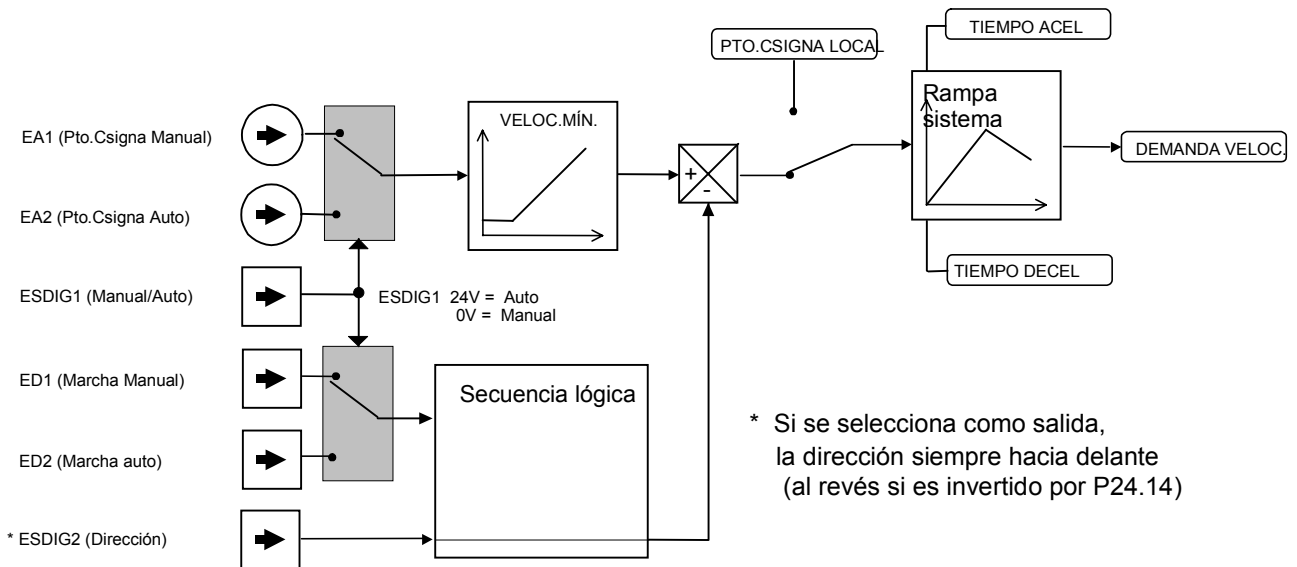 TIEMPO ACEL
PTO.CSIGNA LOCAL
EA1 (Pto.Csigna Manual)
VELOC.MÍN.
Rampa
sistema
DEMANDA VELOC.
+
-
EA2 (Pto.Csigna Auto)
TIEMPO DECEL
ESDIG1 (Manual/Auto)
ESDIG1 24V = Auto
0V = Manual
ED1 (Marcha Manual)
Secuencia lógica
ED2 (Marcha auto)
* Si se selecciona como salida,
la dirección siempre hacia delante
(al revés si es invertido por P24.14)
* ESDIG2 (Dirección)